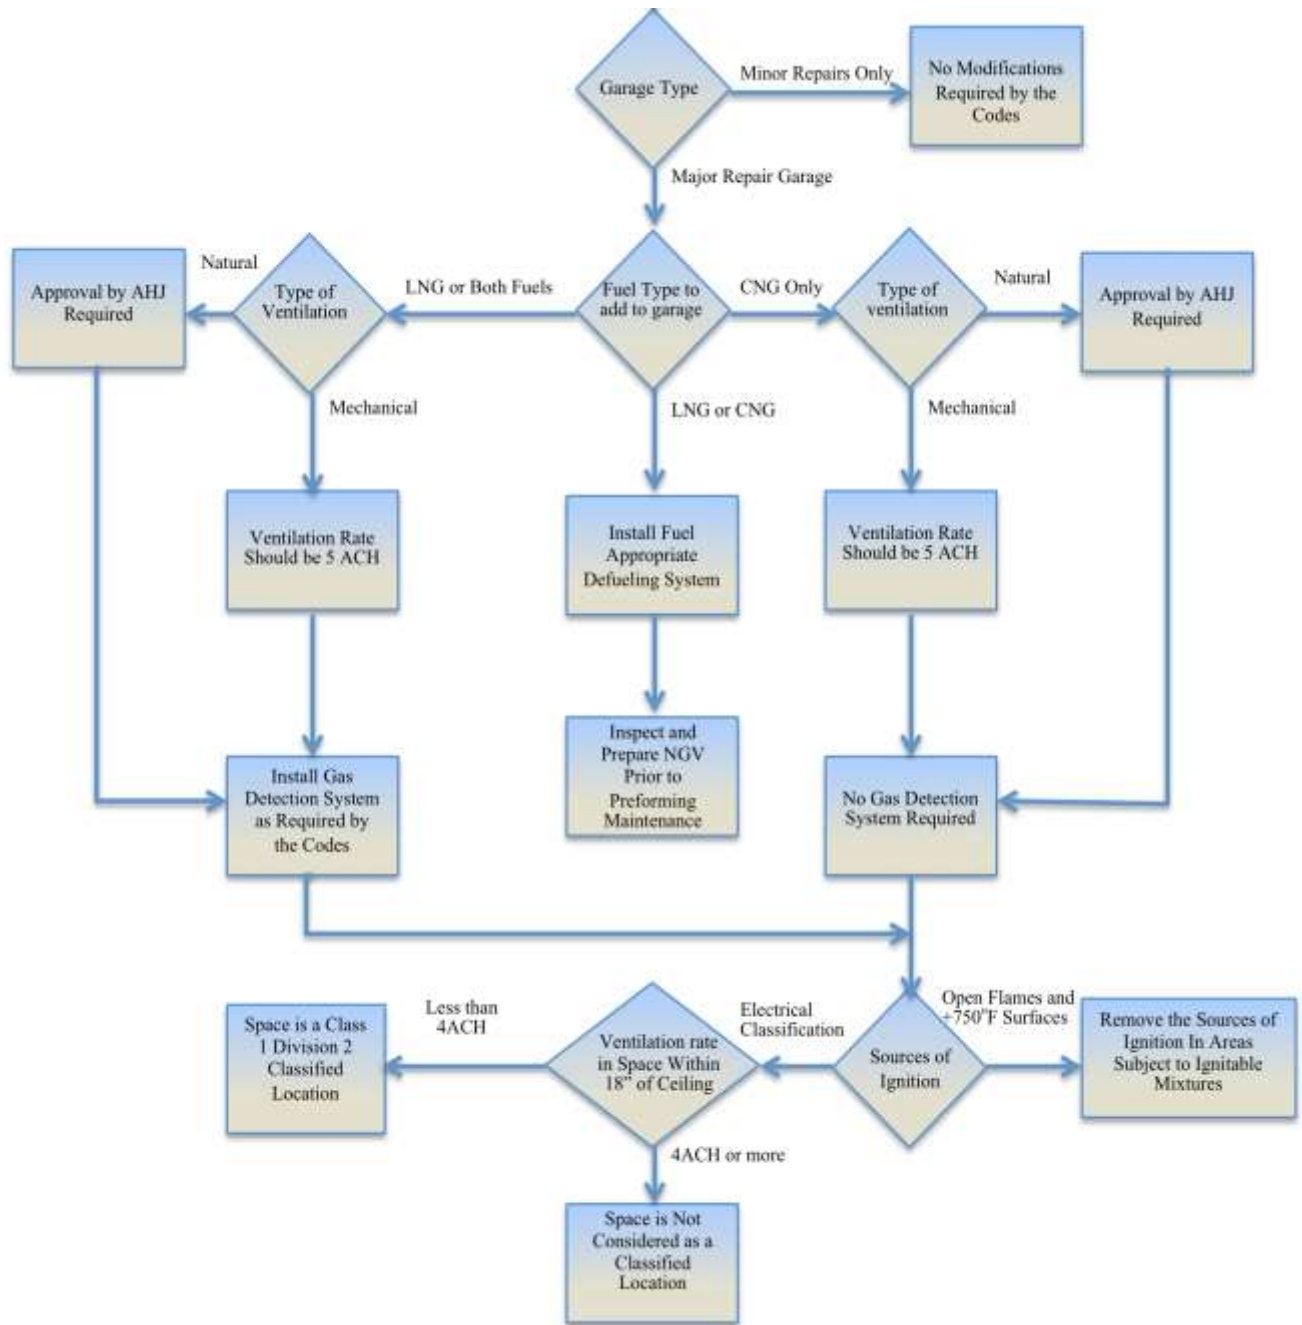 Garage Type
Minor Repairs Only
No Modifications
Required by the
Codes
Major Repair Garage
Approval by AHJ
Required
Natural
Type of
Ventilation
LNG or Both Fuels
Fuel Type to
add to garage
CNG Only
Type of
ventilation
Natural
Approval by AHJ
Required
Mechanical
LNG or CNG
Mechanical
Ventilation Rate
Should be 5 ACH
Install Fuel
Appropriate
Defueling System
Ventilation Rate
Should be 5 ACH
Install Gas
Detection System
as Required by
the Codes
Inspect and
Prepare NGV
Prior to
Preforming
Maintenance
No Gas Detection
System Required
Space is a Class
1 Division 2
Classified
Location
Less than
4ACH
Ventilation rate
in Space Within
18” of Ceiling
Electrical
Classification
Sources of
Ignition
Open Flames and
+750°F Surfaces
Remove the Sources of
Ignition In Areas
Subject to Ignitable
Mixtures
4ACH or more
Space is Not
Considered as a
Classified
Location